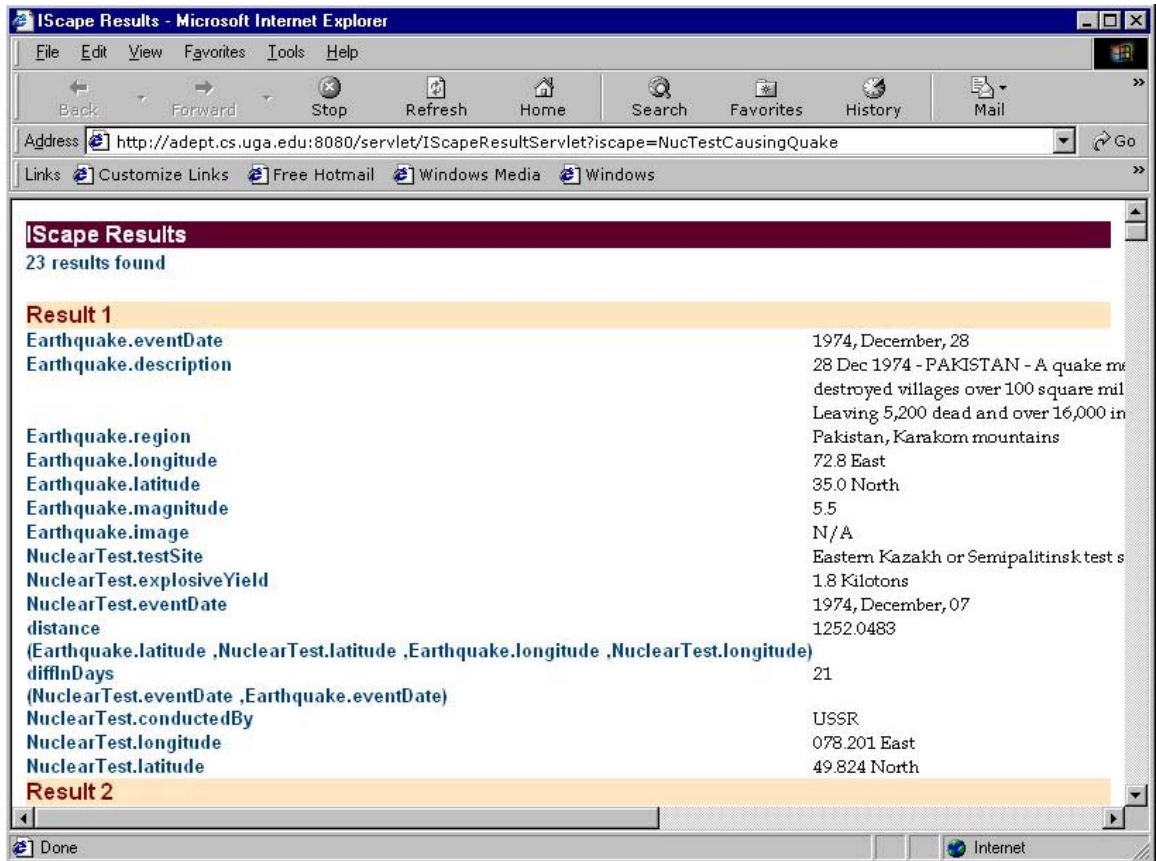 IScape Results - Microsoft Internet Explorer
File Edit View Favorites Tools Help
Back Forward Stop Refresh Home Search Favorites History Mail »
Address http://adept.cs.uga.edu:8080/servlet/IScapeResultServlet?iscape=NucTestCausingQuake Go
Links Customize Links Free Hotmail Windows Media Windows »
IScape Results
23 results found
Result 1
Earthquake.eventDate 1974, December, 28
Earthquake.description 28 Dec 1974 - PAKISTAN - A quake me
destroyed villages over 100 square mil
Leaving 5,200 dead and over 16,000 in
Earthquake.region Pakistan, Karakom mountains
Earthquake.longitude 72.8 East
Earthquake.latitude 35.0 North
Earthquake.magnitude 5.5
Earthquake.image N/A
NuclearTest.testSite Eastern Kazakh or Semipalitinsk test s
NuclearTest.explosiveYield 1.8 Kilotons
NuclearTest.eventDate 1974, December, 07
distance 1252.0483
(Earthquake.latitude ,NuclearTest.latitude ,Earthquake.longitude ,NuclearTest.longitude)
diffInDays 21
(NuclearTest.eventDate ,Earthquake.eventDate)
NuclearTest.conductedBy USSR
NuclearTest.longitude 078.201 East
NuclearTest.latitude 49.824 North
Result 2
Done Internet